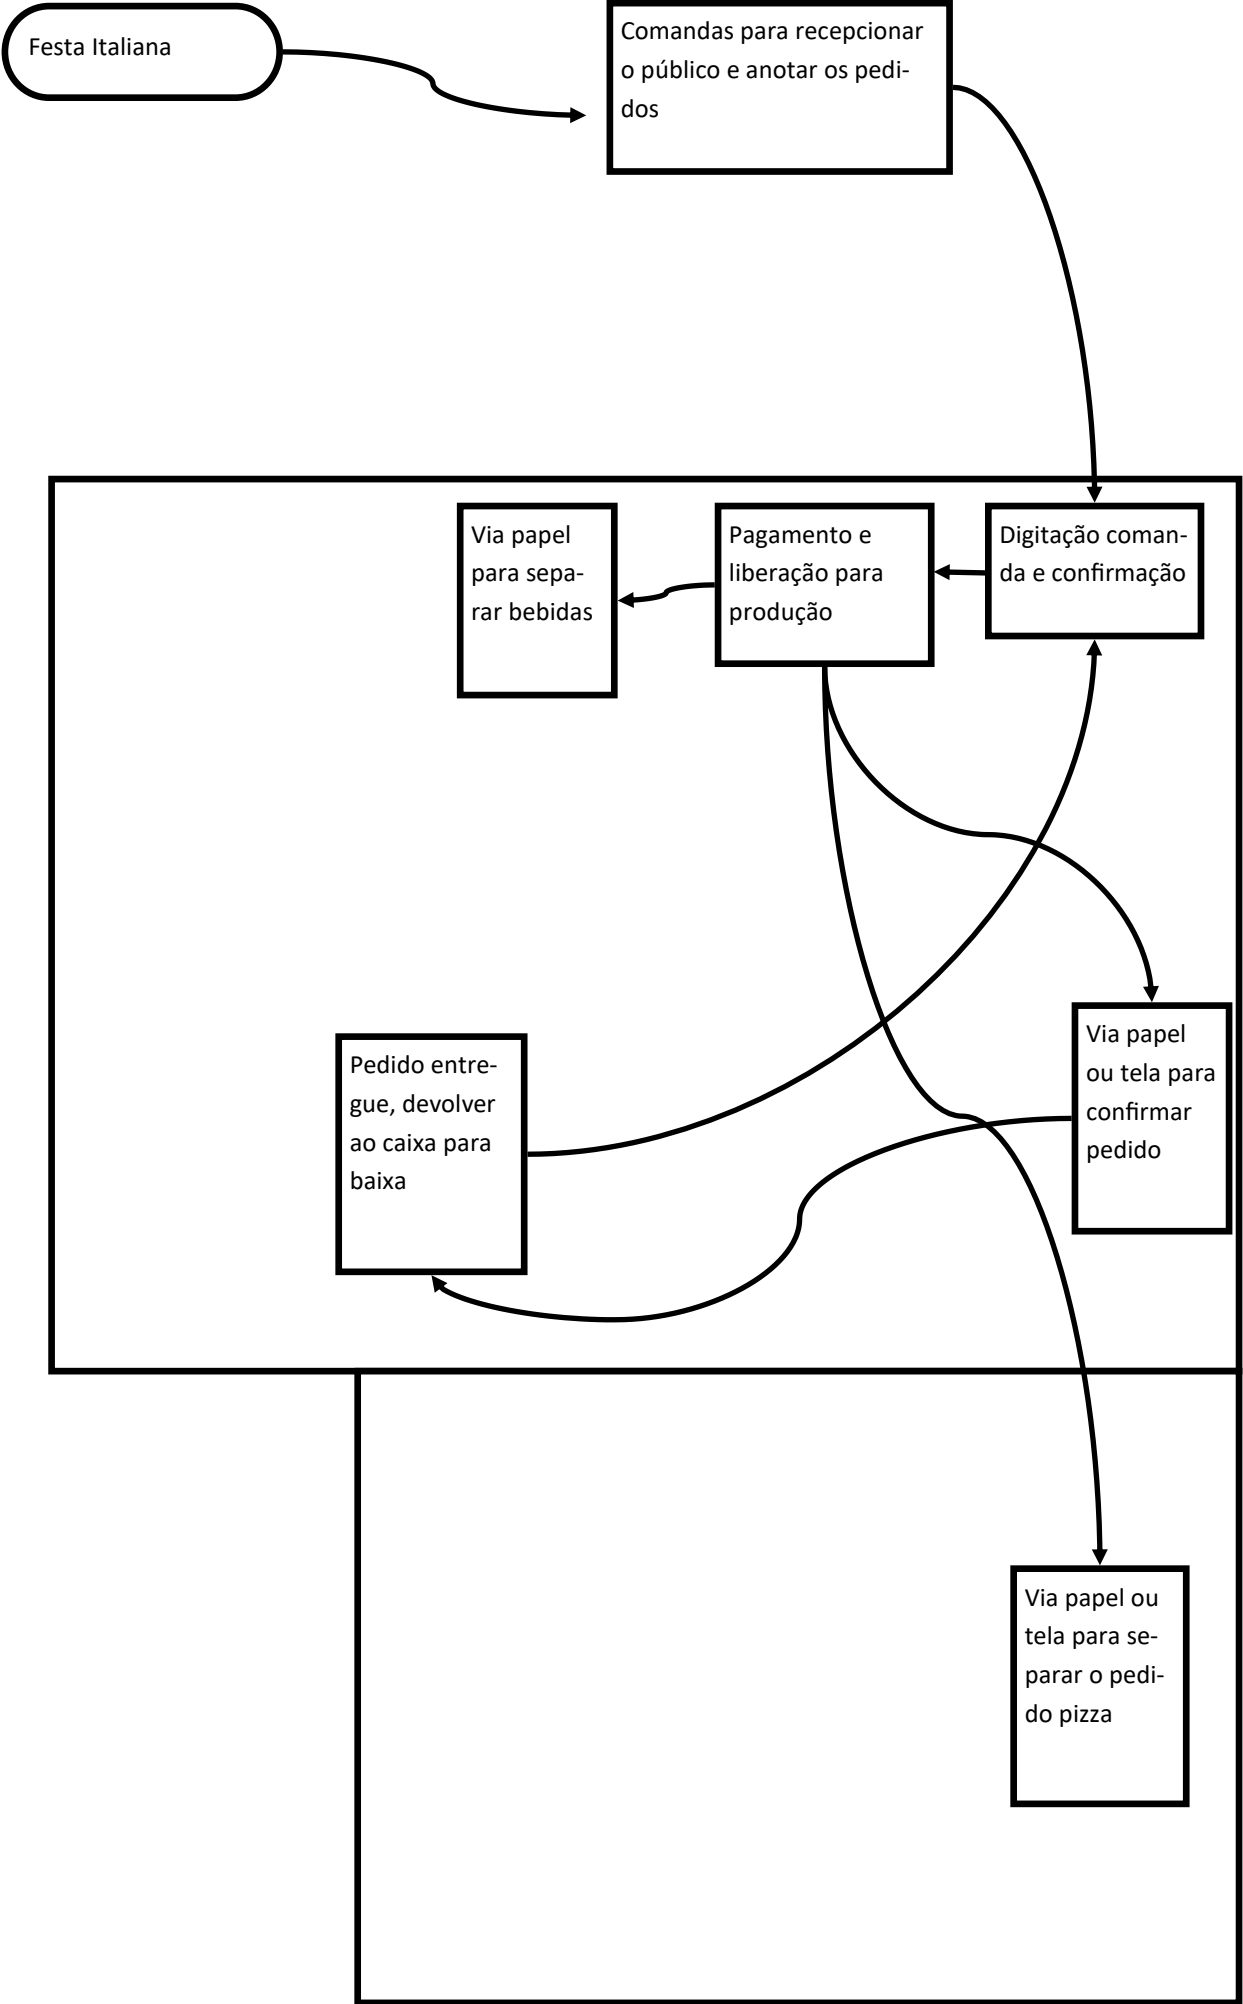 Festa Italiana
Comandas para recepcionar
o público e anotar os pedi-
dos
Via papel
para sepa-
rar bebidas
Pagamento e
liberação para
produção
Digitação coman-
da e confirmação
Pedido entre-
gue, devolver
ao caixa para
baixa
Via papel
ou tela para
confirmar
pedido
Via papel ou
tela para se-
parar o pedi-
do pizza